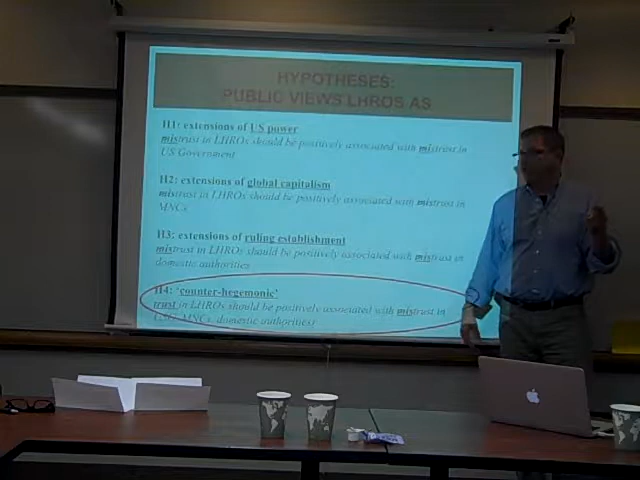 HYPOTHESES:
PUBLIC VIEWS LHROS AS
H1: extensions of US power
mistrust in LHROs should be positively associated with mistrust in
US Government
H2: extensions of global capitalism
mistrust in LHROs should be positively associated with mistrust in
MNCs
H3: extensions of ruling establishment
mistrust in LHROs should be positively associated with mistrust in
domestic authorities
H4: 'counter-hegemonic'
trust in LHROs should be positively associated with mistrust in
USG, MNCs, domestic authorities)